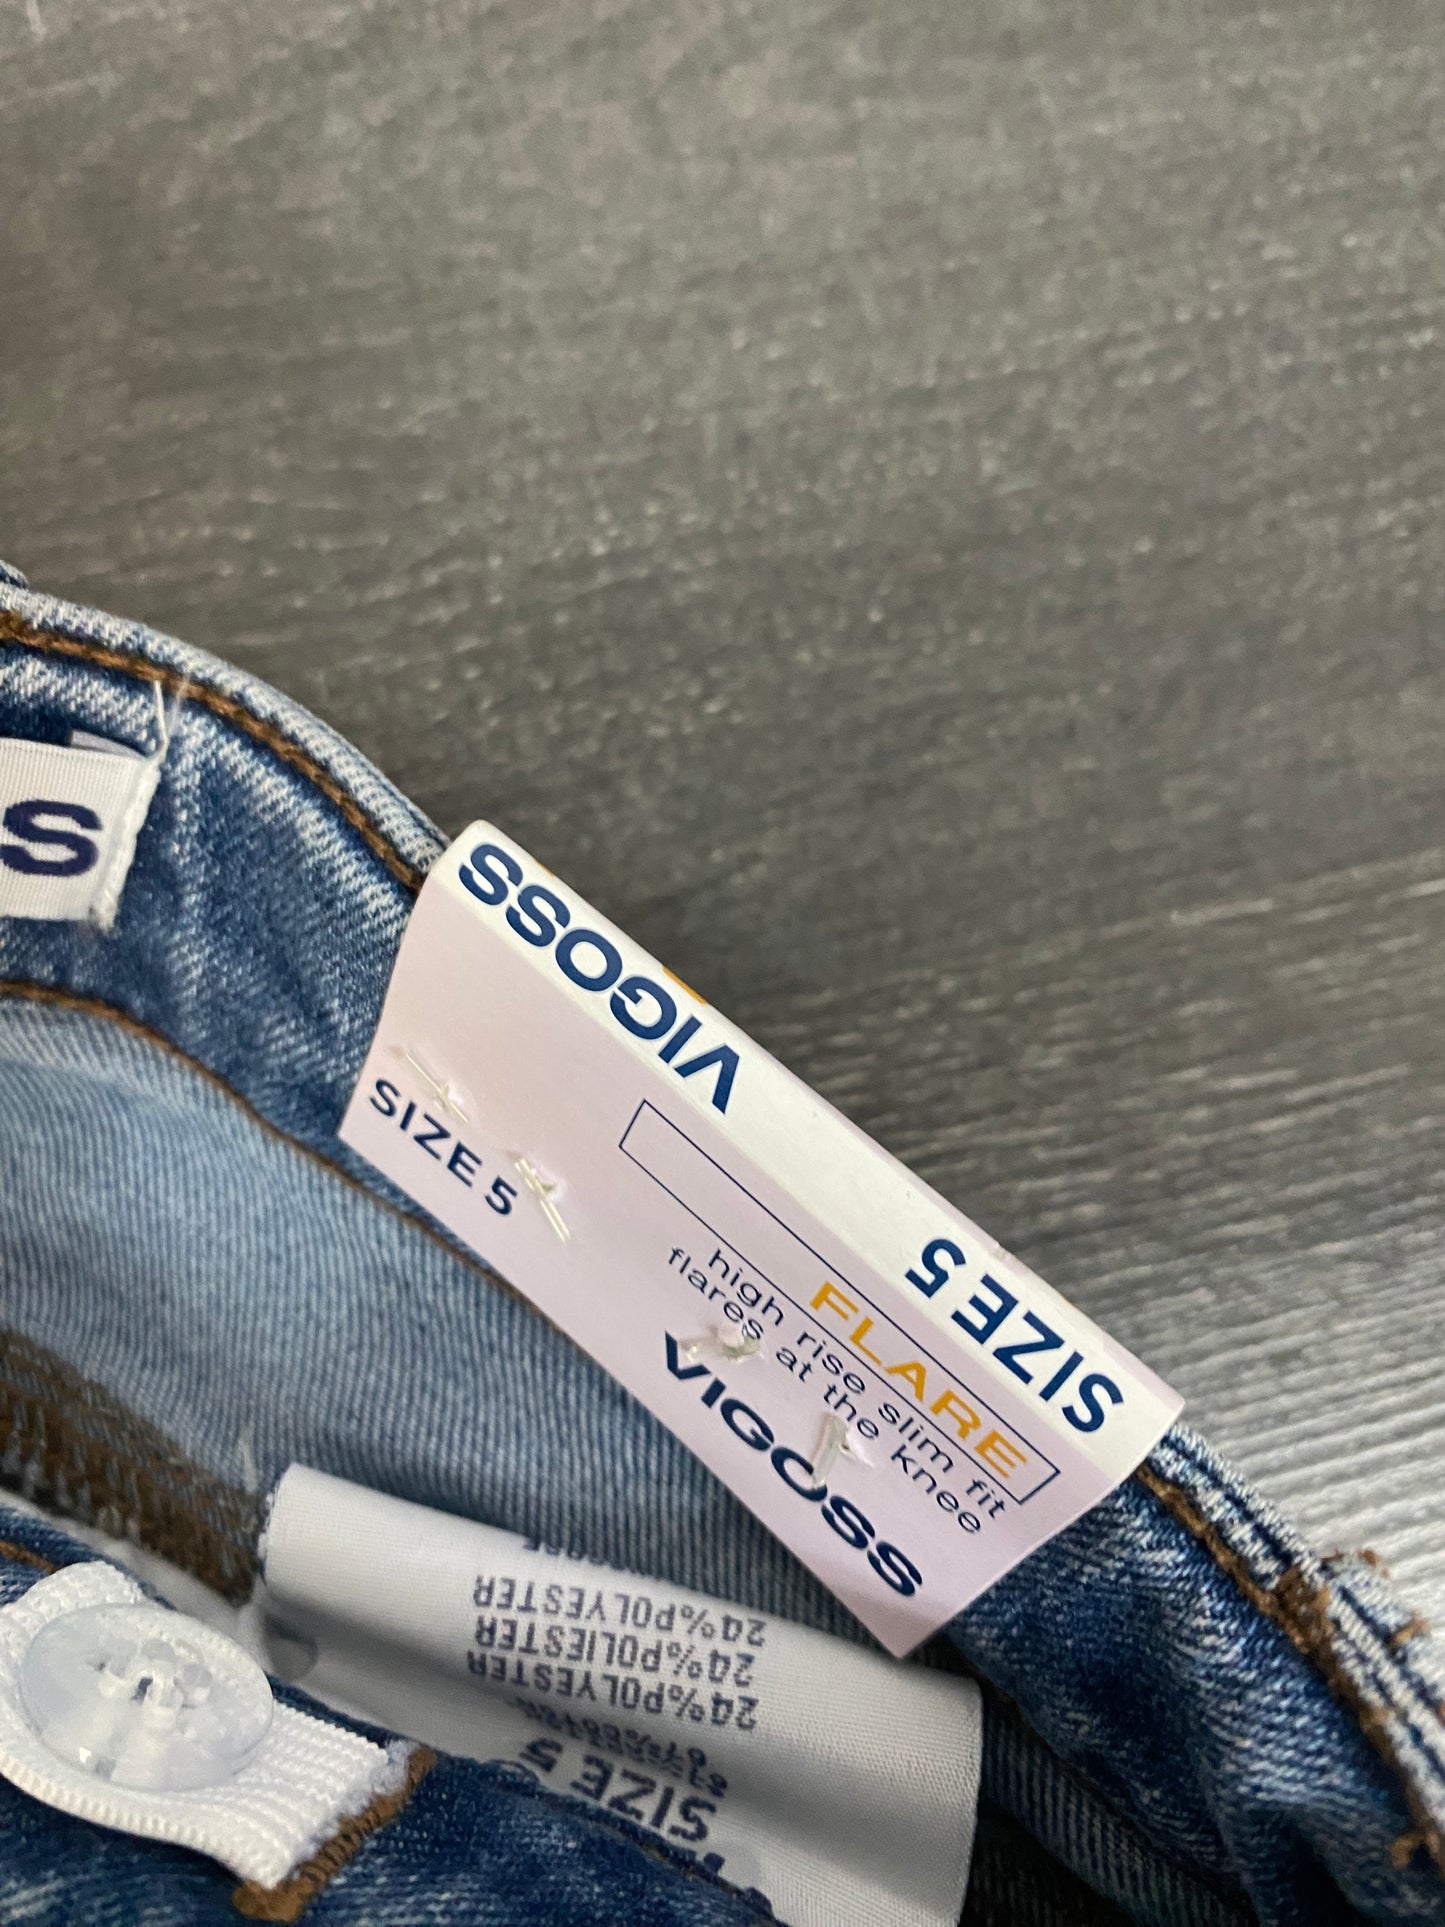 S
VIGOSS
SIZE 5
SIZE 5
FLARE
high rise slim fit
flares at the knee
VIGOSS
24%POLYESTER
24%POLIESTER
24%POLYESTER
SIZE 5